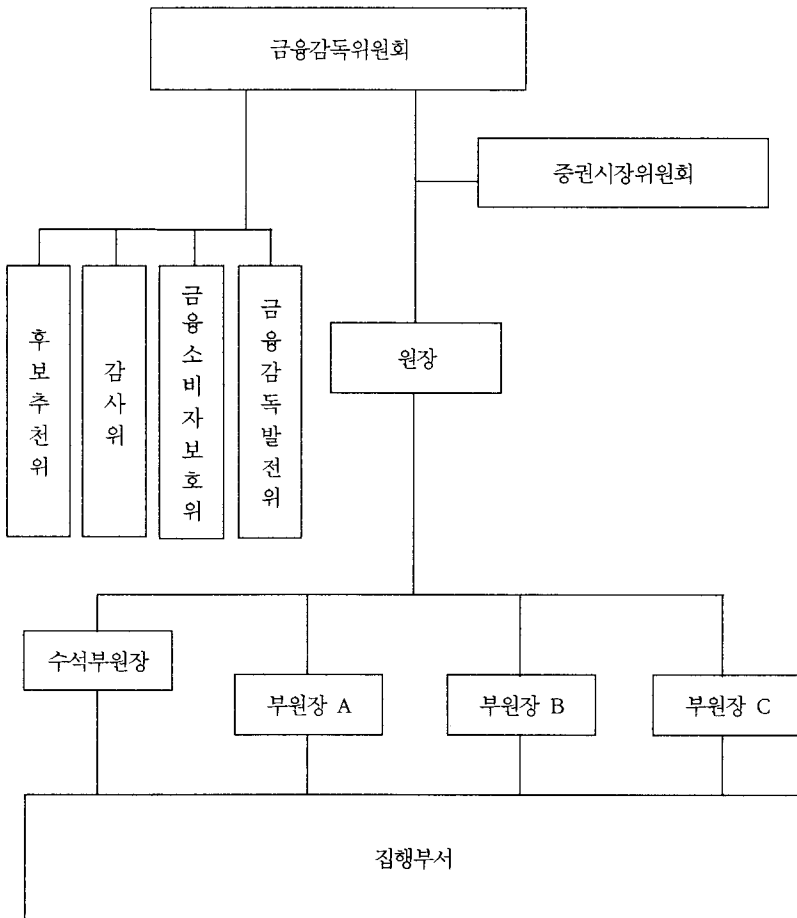 금융감독위원회
증권시장위원회
후보추천위
감사위
금융소비자보호위
금융감독발전위
원장
수석부원장
부원장 A
부원장 B
부원장 C
집행부서